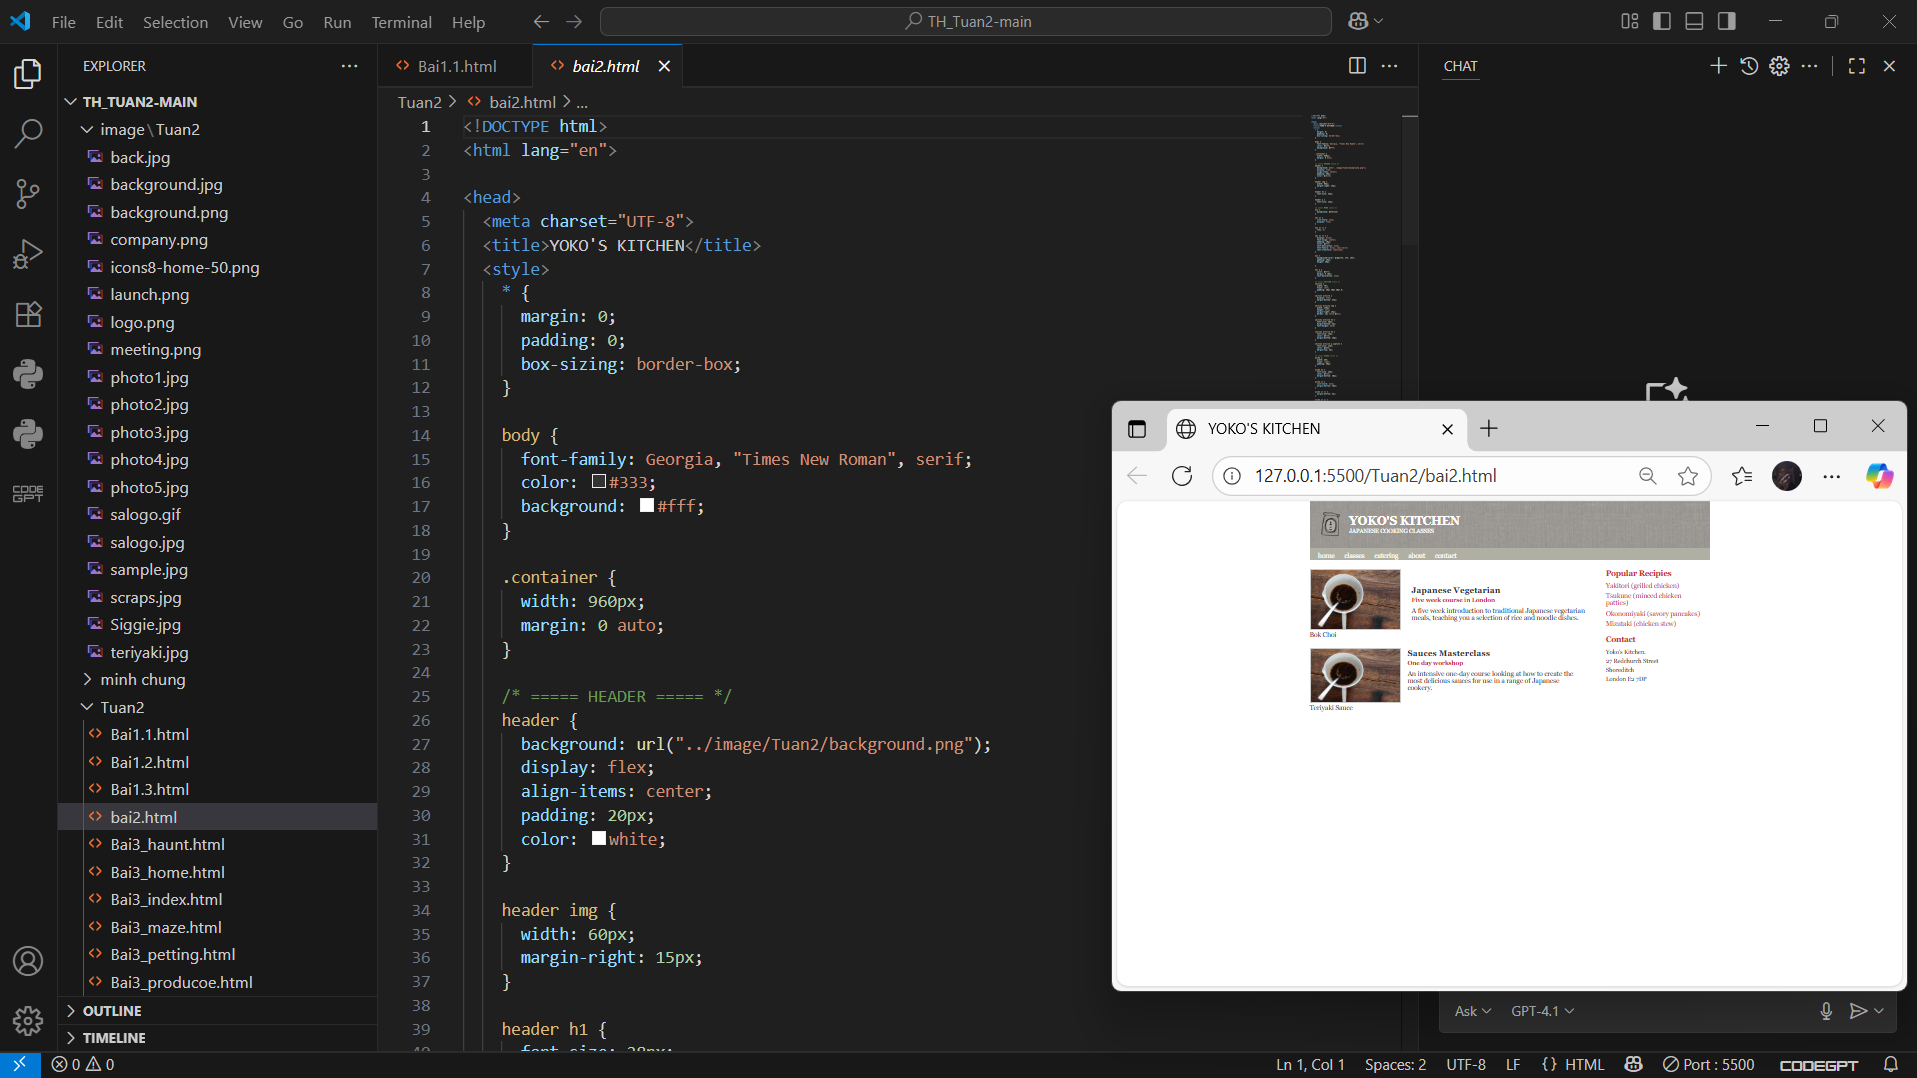 File Edit Selection View Go Run Terminal Help
TH_Tuan2-main
EXPLORER
TH_TUAN2-MAIN
image\Tuan2
back.jpg
background.jpg
background.png
company.png
icons8-home-50.png
launch.png
logo.png
meeting.png
photo1.jpg
photo2.jpg
photo3.jpg
photo4.jpg
photo5.jpg
salogo.gif
salogo.jpg
sample.jpg
scraps.jpg
Siggie.jpg
teriyaki.jpg
minh chung
Tuan2
Bai1.1.html
Bai1.2.html
Bai1.3.html
bai2.html
Bai3_haunt.html
Bai3_home.html
Bai3_index.html
Bai3_maze.html
Bai3_petting.html
Bai3_producoe.html
OUTLINE
TIMELINE
Bai1.1.html
bai2.html
Tuan2 > bai2.html > ...
1 <!DOCTYPE html>
2 <html lang="en">
3
4 <head>
5 <meta charset="UTF-8">
6 <title>YOKO'S KITCHEN</title>
7 <style>
8 * {
9 margin: 0;
10 padding: 0;
11 box-sizing: border-box;
12 }
13
14 body {
15 font-family: Georgia, "Times New Roman", serif;
16 color: #333;
17 background: #fff;
18 }
19
20 .container {
21 width: 960px;
22 margin: 0 auto;
23 }
24
25 /* ===== HEADER ===== */
26 header {
27 background: url("../image/Tuan2/background.png");
28 display: flex;
29 align-items: center;
30 padding: 20px;
31 color: white;
32 }
33
34 header img {
35 width: 60px;
36 margin-right: 15px;
37 }
38
39 header h1 {
CHAT
YOKO'S KITCHEN
127.0.0.1:5500/Tuan2/bai2.html
YOKO'S KITCHEN
JAPANESE COOKING CLASSES
home classes catering about contact
Bok Choi
Japanese Vegetarian
Five week course in London
A five week introduction to traditional Japanese vegetarian
meals, teaching you a selection of rice and noodle dishes.
Teriyaki Sauce
Sauces Masterclass
One day workshop
An intensive one-day course looking at how to create the
most delicious sauces for use in a range of Japanese
cookery.
Popular Recipies
Yakitori (grilled chicken)
Tsukune (minced chicken
patties)
Okonomiyaki (savory pancakes)
Mizutaki (chicken stew)
Contact
Yoko's Kitchen.
27 Redchurch Street
Shoreditch
London E2 7DP
Ask GPT-4.1
0 0
Ln 1, Col 1 Spaces: 2 UTF-8 LF {} HTML Port : 5500 CODEGPT
CODE
GPT